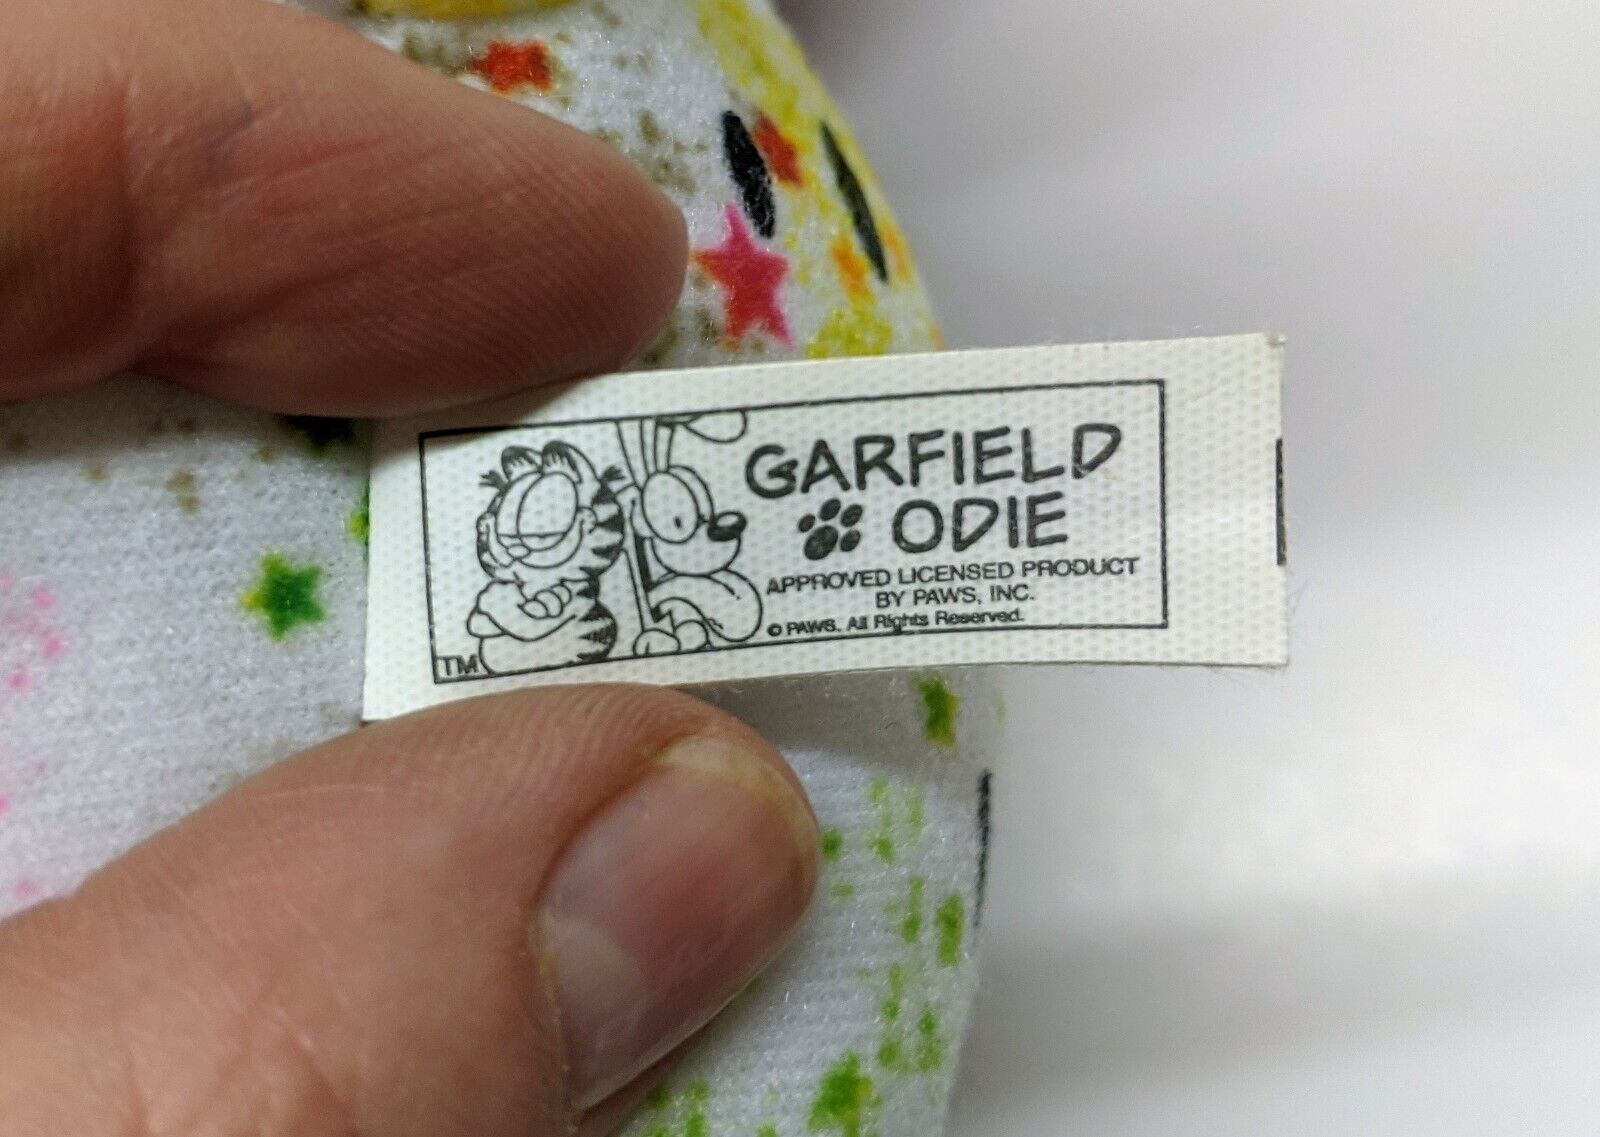 GARFIELD
ODIE
APPROVED LICENSED PRODUCT
BY PAWS, INC.
© PAWS. All Rights Reserved.
TM